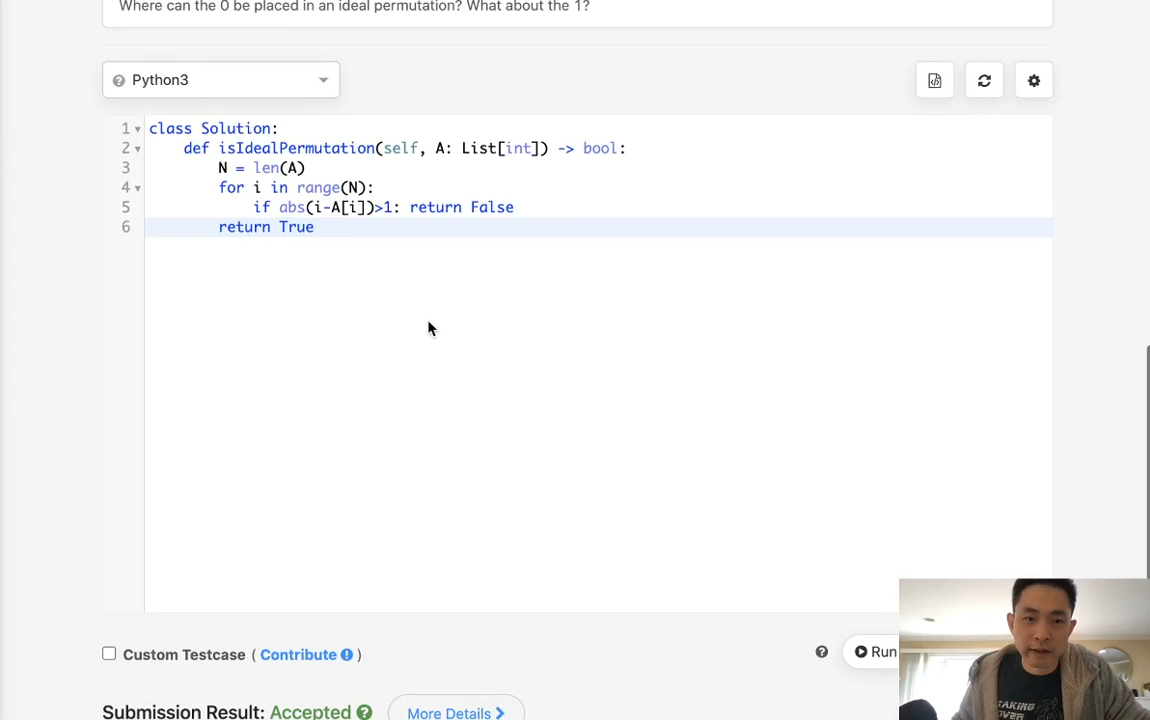 Where can the 0 be placed in an ideal permutation? What about the 1?
Python3
1 class Solution:
2 def isIdealPermutation(self, A: List[int]) -> bool:
3 N = len(A)
4 for i in range(N):
5 if abs(i-A[i])>1: return False
6 return True
Custom Testcase ( Contribute )
Run
Submission Result: Accepted
More Details
TAKING
OVER